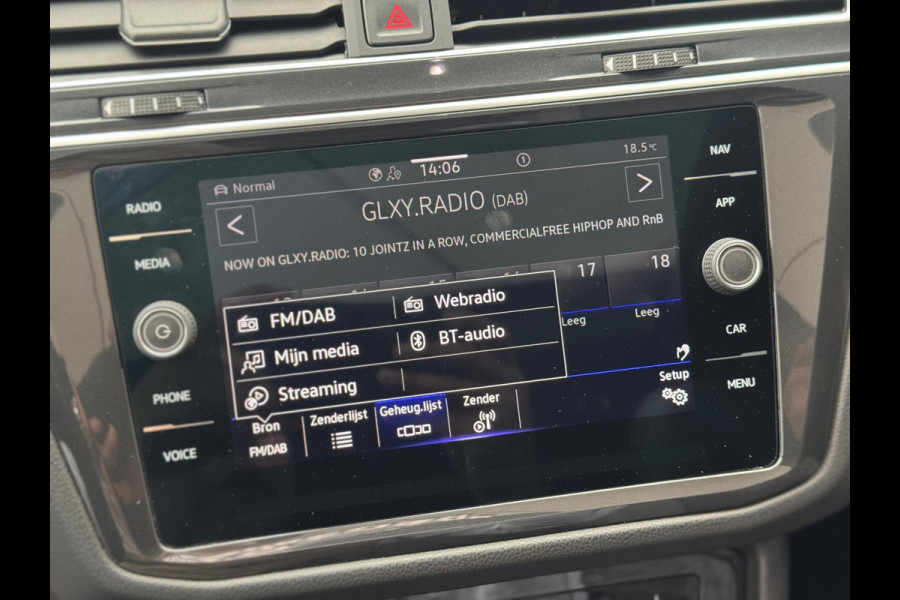 Normal
14:06
1
18.5°C
GLXY.RADIO (DAB)
NOW ON GLXY.RADIO: 10 JOINTZ IN A ROW, COMMERCIALFREE HIPHOP AND RnB
17
18
Leeg
Leeg
FM/DAB
Webradio
Mijn media
BT-audio
Streaming
Bron
FM/DAB
Zenderlijst
Geheug.lijst
Zender
Setup
RADIO
MEDIA
PHONE
VOICE
NAV
APP
CAR
MENU